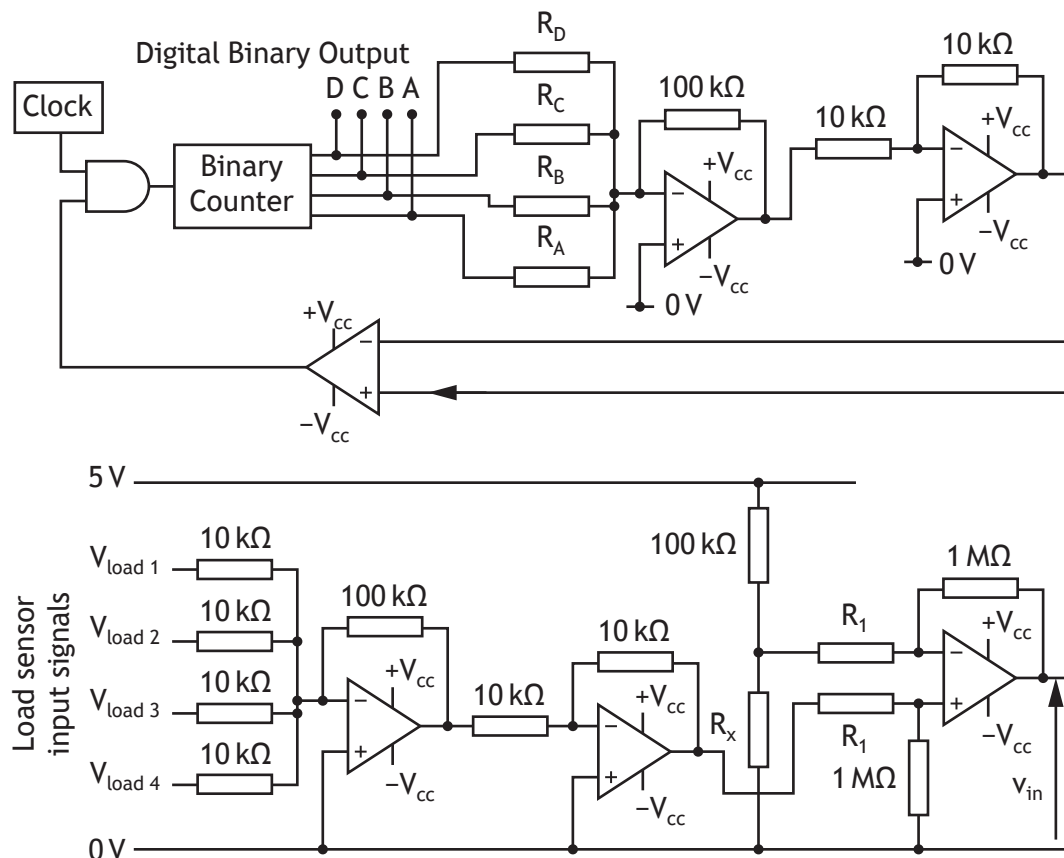 Digital Binary Output
D C B A
Clock
Binary
Counter
R_D
R_C
R_B
R_A
100 kΩ
−
+
+V_cc
−V_cc
0 V
10 kΩ
10 kΩ
−
+
+V_cc
−V_cc
0 V
+V_cc
−
+
−V_cc
5 V
Load sensor
input signals
V_load 1
10 kΩ
V_load 2
10 kΩ
V_load 3
10 kΩ
V_load 4
10 kΩ
100 kΩ
−
+
+V_cc
−V_cc
10 kΩ
10 kΩ
−
+
+V_cc
−V_cc
100 kΩ
R_x
R_1
R_1
1 MΩ
1 MΩ
−
+
+V_cc
−V_cc
v_in
0 V